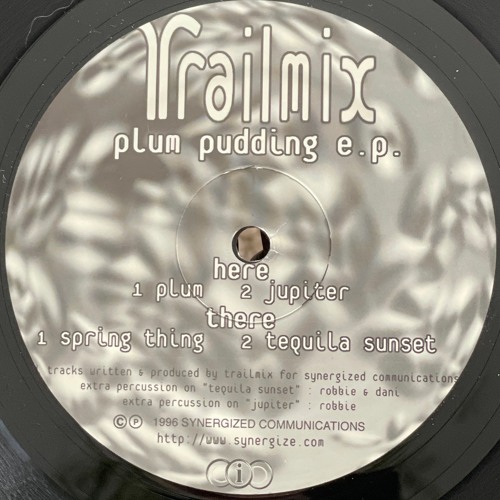 Trailmix
plum pudding e.p.
here
1 plum 2 jupiter
there
1 spring thing 2 tequila sunset
tracks written & produced by trailmix for synergized communications
extra percussion on "tequila sunset" : robbie & dani
extra percussion on "jupiter" : robbie
© ℗ 1996 SYNERGIZED COMMUNICATIONS
http://www.synergize.com
i